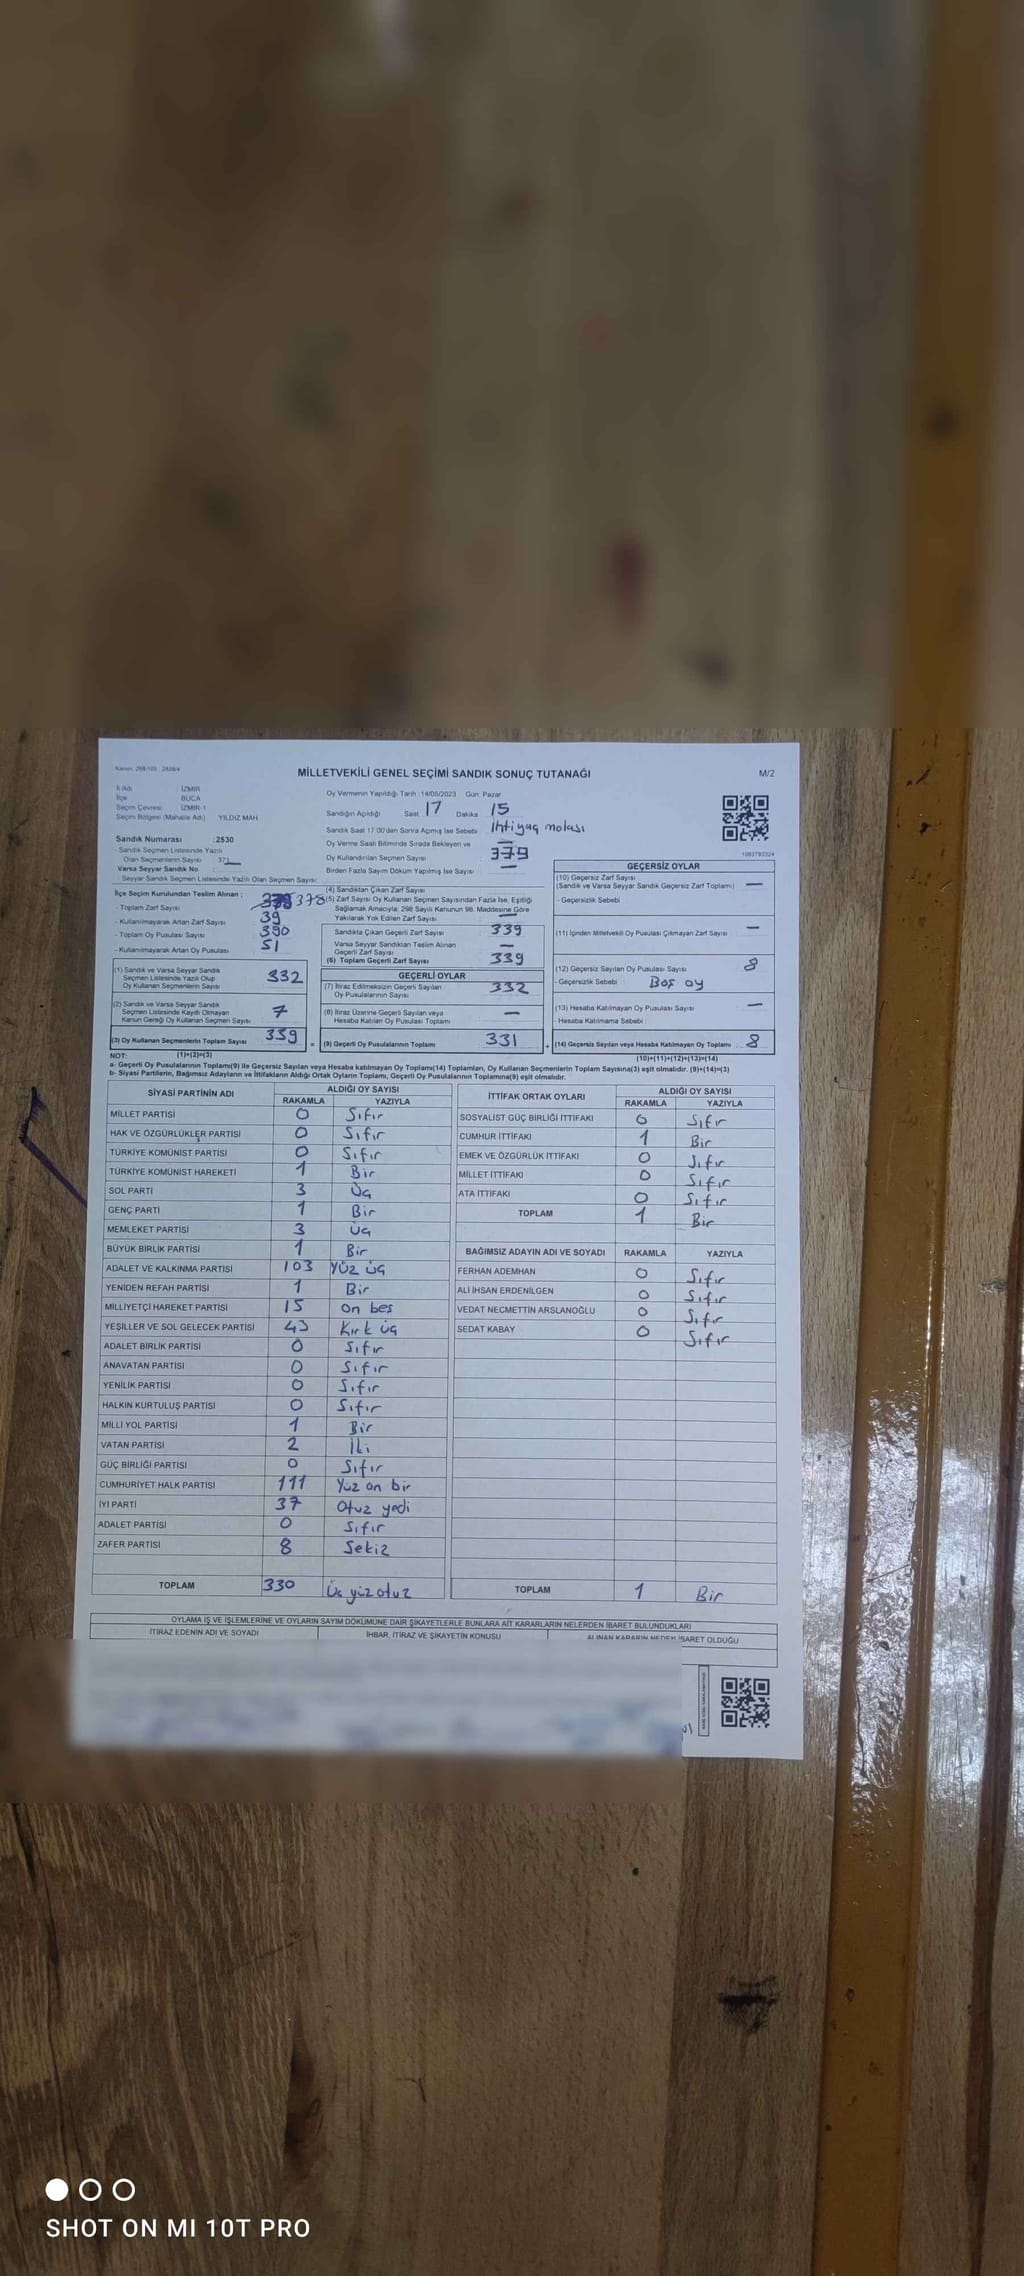 MİLLETVEKİLİ GENEL SEÇİMİ SANDIK SONUÇ TUTANAĞI
M/2
İl Adı : İZMİR
İlçe : BUCA
Seçim Çevresi : İZMİR-1
Seçim Bölgesi (Mahalle Adı) YILDIZ MAH
Sandık Numarası :2530
- Sandık Seçmen Listesinde Yazılı
Olan Seçmenlerin Sayısı
Varsa Seyyar Sandık No :
Seyyar Sandık Seçmen Listesinde Yazılı Olan Seçmen Sayısı:
Oy Vermenin Yapıldığı Tarih : 14/05/2023 Gün: Pazar
Sandığın Açıldığı Saat 17 Dakika 15
Sandık Saat 17:00'den Sonra Açılmış İse Sebebi ihtiyaç molası
Oy Verme Saati Bitiminde Sırada Bekleyen ve
Oy Kullandırılan Seçmen Sayısı
Birden Fazla Sayım Döküm Yapılmış İse Sayısı
1083793324
İlçe Seçim Kurulundan Teslim Alınan ;
- Toplam Zarf Sayısı 378
- Kullanılmayarak Artan Zarf Sayısı 39
- Toplam Oy Pusulası Sayısı 390
- Kullanılmayarak Artan Oy Pusulası 51
(1) Sandık ve Varsa Seyyar Sandık
Seçmen Listesinde Yazılı Olup
Oy Kullanan Seçmenlerin Sayısı 332
(2) Sandık ve Varsa Seyyar Sandık
Seçmen Listesinde Kaydı Olmayan
Kanun Gereği Oy Kullanan Seçmen Sayısı 7
(3) Oy Kullanan Seçmenlerin Toplam Sayısı 339
(1)+(2)=(3)
(4) Sandıktan Çıkan Zarf Sayısı
(5) Zarf Sayısı Oy Kullanan Seçmen Sayısından Fazla İse, Eşitliği
Sağlamak Amacıyla; 298 Sayılı Kanunun 98. Maddesine Göre
Yakılarak Yok Edilen Zarf Sayısı —
Sandıkta Çıkan Geçerli Zarf Sayısı 339
Varsa Seyyar Sandıktan Teslim Alınan
Geçerli Zarf Sayısı —
(6) Toplam Geçerli Zarf Sayısı 339
GEÇERLİ OYLAR
(7) İtiraz Edilmeksizin Geçerli Sayılan
Oy Pusulalarının Sayısı 332
(8) İtiraz Üzerine Geçerli Sayılan veya
Hesaba Katılan Oy Pusulası Toplamı —
(9) Geçerli Oy Pusulalarının Toplamı 331
GEÇERSİZ OYLAR
(10) Geçersiz Zarf Sayısı
(Sandık ve Varsa Seyyar Sandık Geçersiz Zarf Toplamı) —
- Geçersizlik Sebebi
(11) İçinden Milletvekili Oy Pusulası Çıkmayan Zarf Sayısı —
(12) Geçersiz Sayılan Oy Pusulası Sayısı 8
- Geçersizlik Sebebi Boş oy
(13) Hesaba Katılmayan Oy Pusulası Sayısı —
- Hesaba Katılmama Sebebi :
(14) Geçersiz Sayılan veya Hesaba Katılmayan Oy Toplamı 8
(10)+(11)+(12)+(13)=(14)
NOT:
a- Geçerli Oy Pusulalarının Toplamı(9) ile Geçersiz Sayılan veya Hesaba katılmayan Oy Toplamı(14) Toplamları, Oy Kullanan Seçmenlerin Toplam Sayısına(3) eşit olmalıdır. (9)+(14)=(3)
b- Siyasi Partilerin, Bağımsız Adayların ve İttifakların Aldığı Ortak Oyların Toplamı, Geçerli Oy Pusulalarının Toplamına(9) eşit olmalıdır.
SİYASİ PARTİNİN ADI ALDIĞI OY SAYISI
RAKAMLA YAZIYLA
MİLLET PARTİSİ 0 Sıfır
HAK VE ÖZGÜRLÜKLER PARTİSİ 0 Sıfır
TÜRKİYE KOMÜNİST PARTİSİ 0 Sıfır
TÜRKİYE KOMÜNİST HAREKETİ 1 Bir
SOL PARTİ 3 Üç
GENÇ PARTİ 1 Bir
MEMLEKET PARTİSİ 3 Üç
BÜYÜK BİRLİK PARTİSİ 1 Bir
ADALET VE KALKINMA PARTİSİ 103 Yüz üç
YENİDEN REFAH PARTİSİ 1 Bir
MİLLİYETÇİ HAREKET PARTİSİ 15 on beş
YEŞİLLER VE SOL GELECEK PARTİSİ 43 Kırk üç
ADALET BİRLİK PARTİSİ 0 Sıfır
ANAVATAN PARTİSİ 0 Sıfır
YENİLİK PARTİSİ 0 Sıfır
HALKIN KURTULUŞ PARTİSİ 0 Sıfır
MİLLİ YOL PARTİSİ 1 Bir
VATAN PARTİSİ 2 İki
GÜÇ BİRLİĞİ PARTİSİ 0 Sıfır
CUMHURİYET HALK PARTİSİ 111 Yüz on bir
İYİ PARTİ 37 Otuz yedi
ADALET PARTİSİ 0 Sıfır
ZAFER PARTİSİ 8 Sekiz
TOPLAM 330 Üç yüz otuz
İTTİFAK ORTAK OYLARI ALDIĞI OY SAYISI
RAKAMLA YAZIYLA
SOSYALİST GÜÇ BİRLİĞİ İTTİFAKI 0 Sıfır
CUMHUR İTTİFAKI 1 Bir
EMEK VE ÖZGÜRLÜK İTTİFAKI 0 Sıfır
MİLLET İTTİFAKI 0 Sıfır
ATA İTTİFAKI 0 Sıfır
TOPLAM 1 Bir
BAĞIMSIZ ADAYIN ADI VE SOYADI RAKAMLA YAZIYLA
FERHAN ADEMHAN 0 Sıfır
ALİ İHSAN ERDENİLGEN 0 Sıfır
VEDAT NECMETTİN ARSLANOĞLU 0 Sıfır
SEDAT KABAY 0 Sıfır
TOPLAM 1 Bir
OYLAMA İŞ VE İŞLEMLERİNE VE OYLARIN SAYIM DÖKÜMÜNE DAİR ŞİKAYETLERLE BUNLARA AİT KARARLARIN NELERDEN İBARET BULUNDUKLARI
İTİRAZ EDENİN ADI VE SOYADI İHBAR, İTİRAZ VE ŞİKAYETİN KONUSU ALINAN KARARIN NEDEN İBARET OLDUĞU
SHOT ON MI 10T PRO